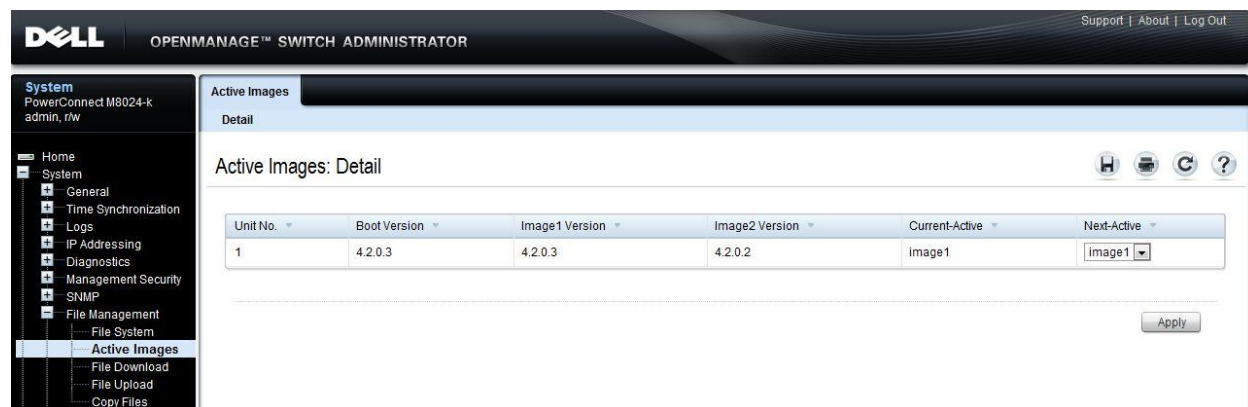 Support | About | Log Out
DELL
OPENMANAGE™ SWITCH ADMINISTRATOR
System
PowerConnect M8024-k
admin, r/w
Home
System
General
Time Synchronization
Logs
IP Addressing
Diagnostics
Management Security
SNMP
File Management
File System
Active Images
File Download
File Upload
Copy Files
Active Images
Detail
Active Images: Detail
?
Unit No. Boot Version Image1 Version Image2 Version Current-Active Next-Active
1 4.2.0.3 4.2.0.3 4.2.0.2 image1 image1
Apply